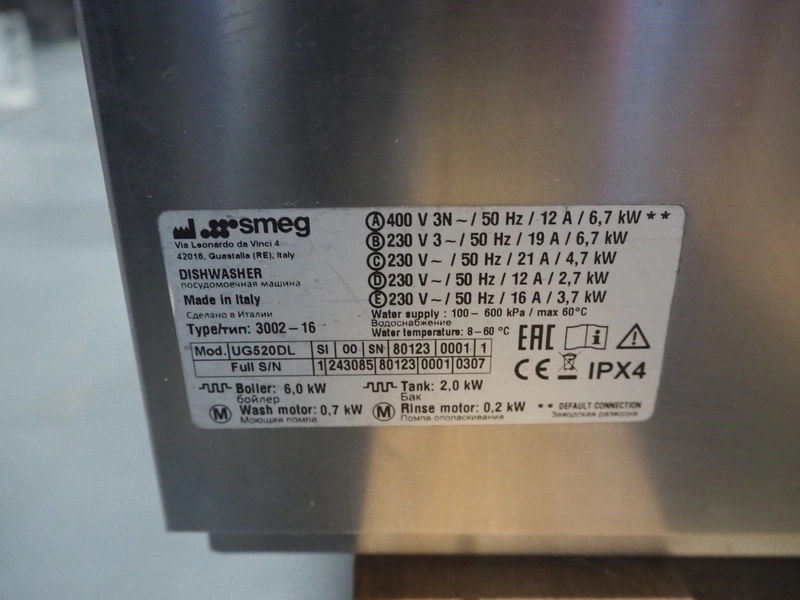 smeg
Via Leonardo da Vinci 4
42016, Guastalla (RE), Italy
DISHWASHER
посудомоечная машина
Made in Italy
Сделано в Италии
Type/тип: 3002-16
A 400 V 3N ~ / 50 Hz / 12 A / 6,7 kW **
B 230 V 3 ~ / 50 Hz / 19 A / 6,7 kW
C 230 V ~ / 50 Hz / 21 A / 4,7 kW
D 230 V ~ / 50 Hz / 12 A / 2,7 kW
E 230 V ~ / 50 Hz / 16 A / 3,7 kW
Water supply : 100 - 600 kPa / max 60°C
Водоснабжение
Water temperature: 8-60 °C
EAC i
CE IPX4
Mod. UG520DL SI 00 SN 80123 0001 1
Full S/N 1 243085 80123 0001 0307
Boiler: 6,0 kW Tank: 2.0 kW
бойлер Бак
M Wash motor: 0,7 kW M Rinse motor: 0,2 kW ** DEFAULT CONNECTION
Моющая помпа Помпа ополаскивания Заводская разводка